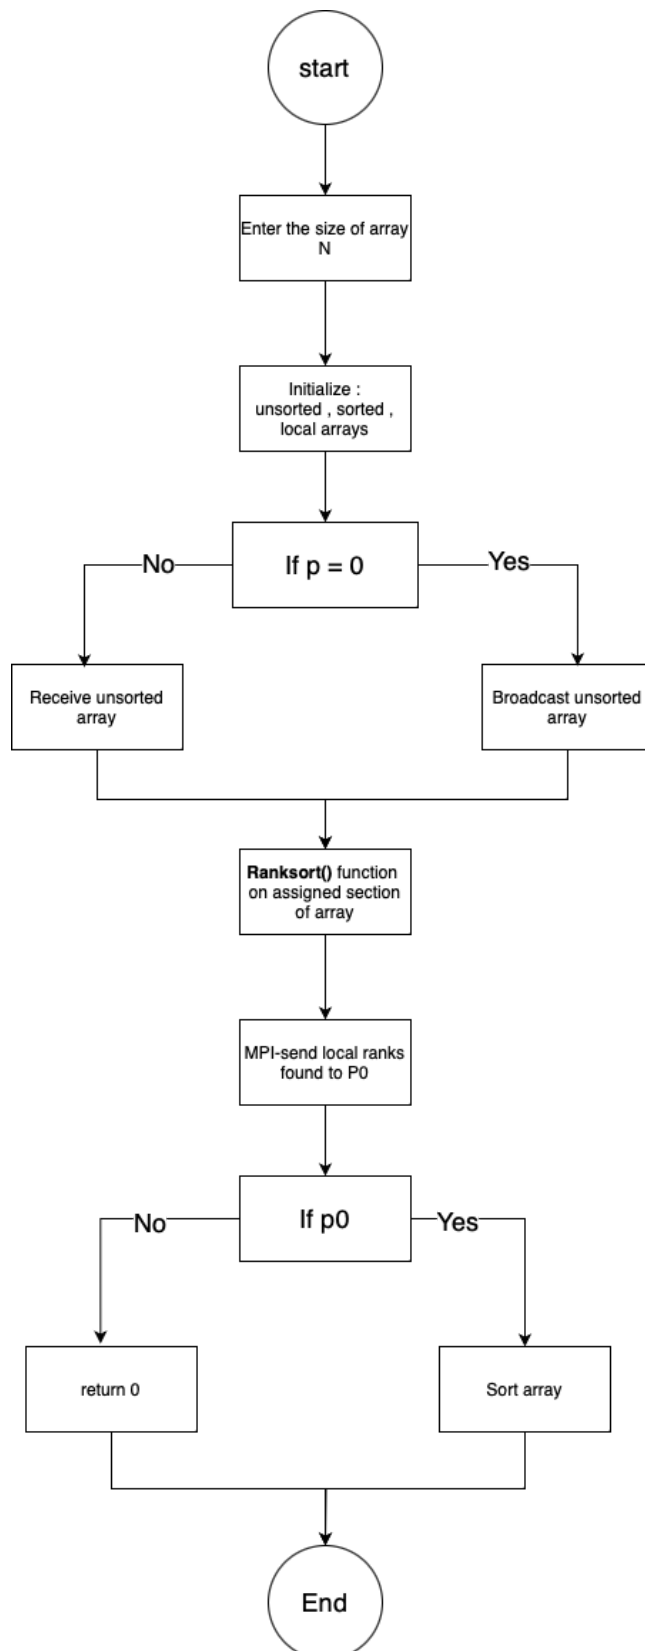 start
Enter the size of array
N
Initialize :
unsorted , sorted ,
local arrays
If p = 0
No
Yes
Receive unsorted
array
Broadcast unsorted
array
Ranksort() function
on assigned section
of array
MPI-send local ranks
found to P0
If p0
No
Yes
return 0
Sort array
End